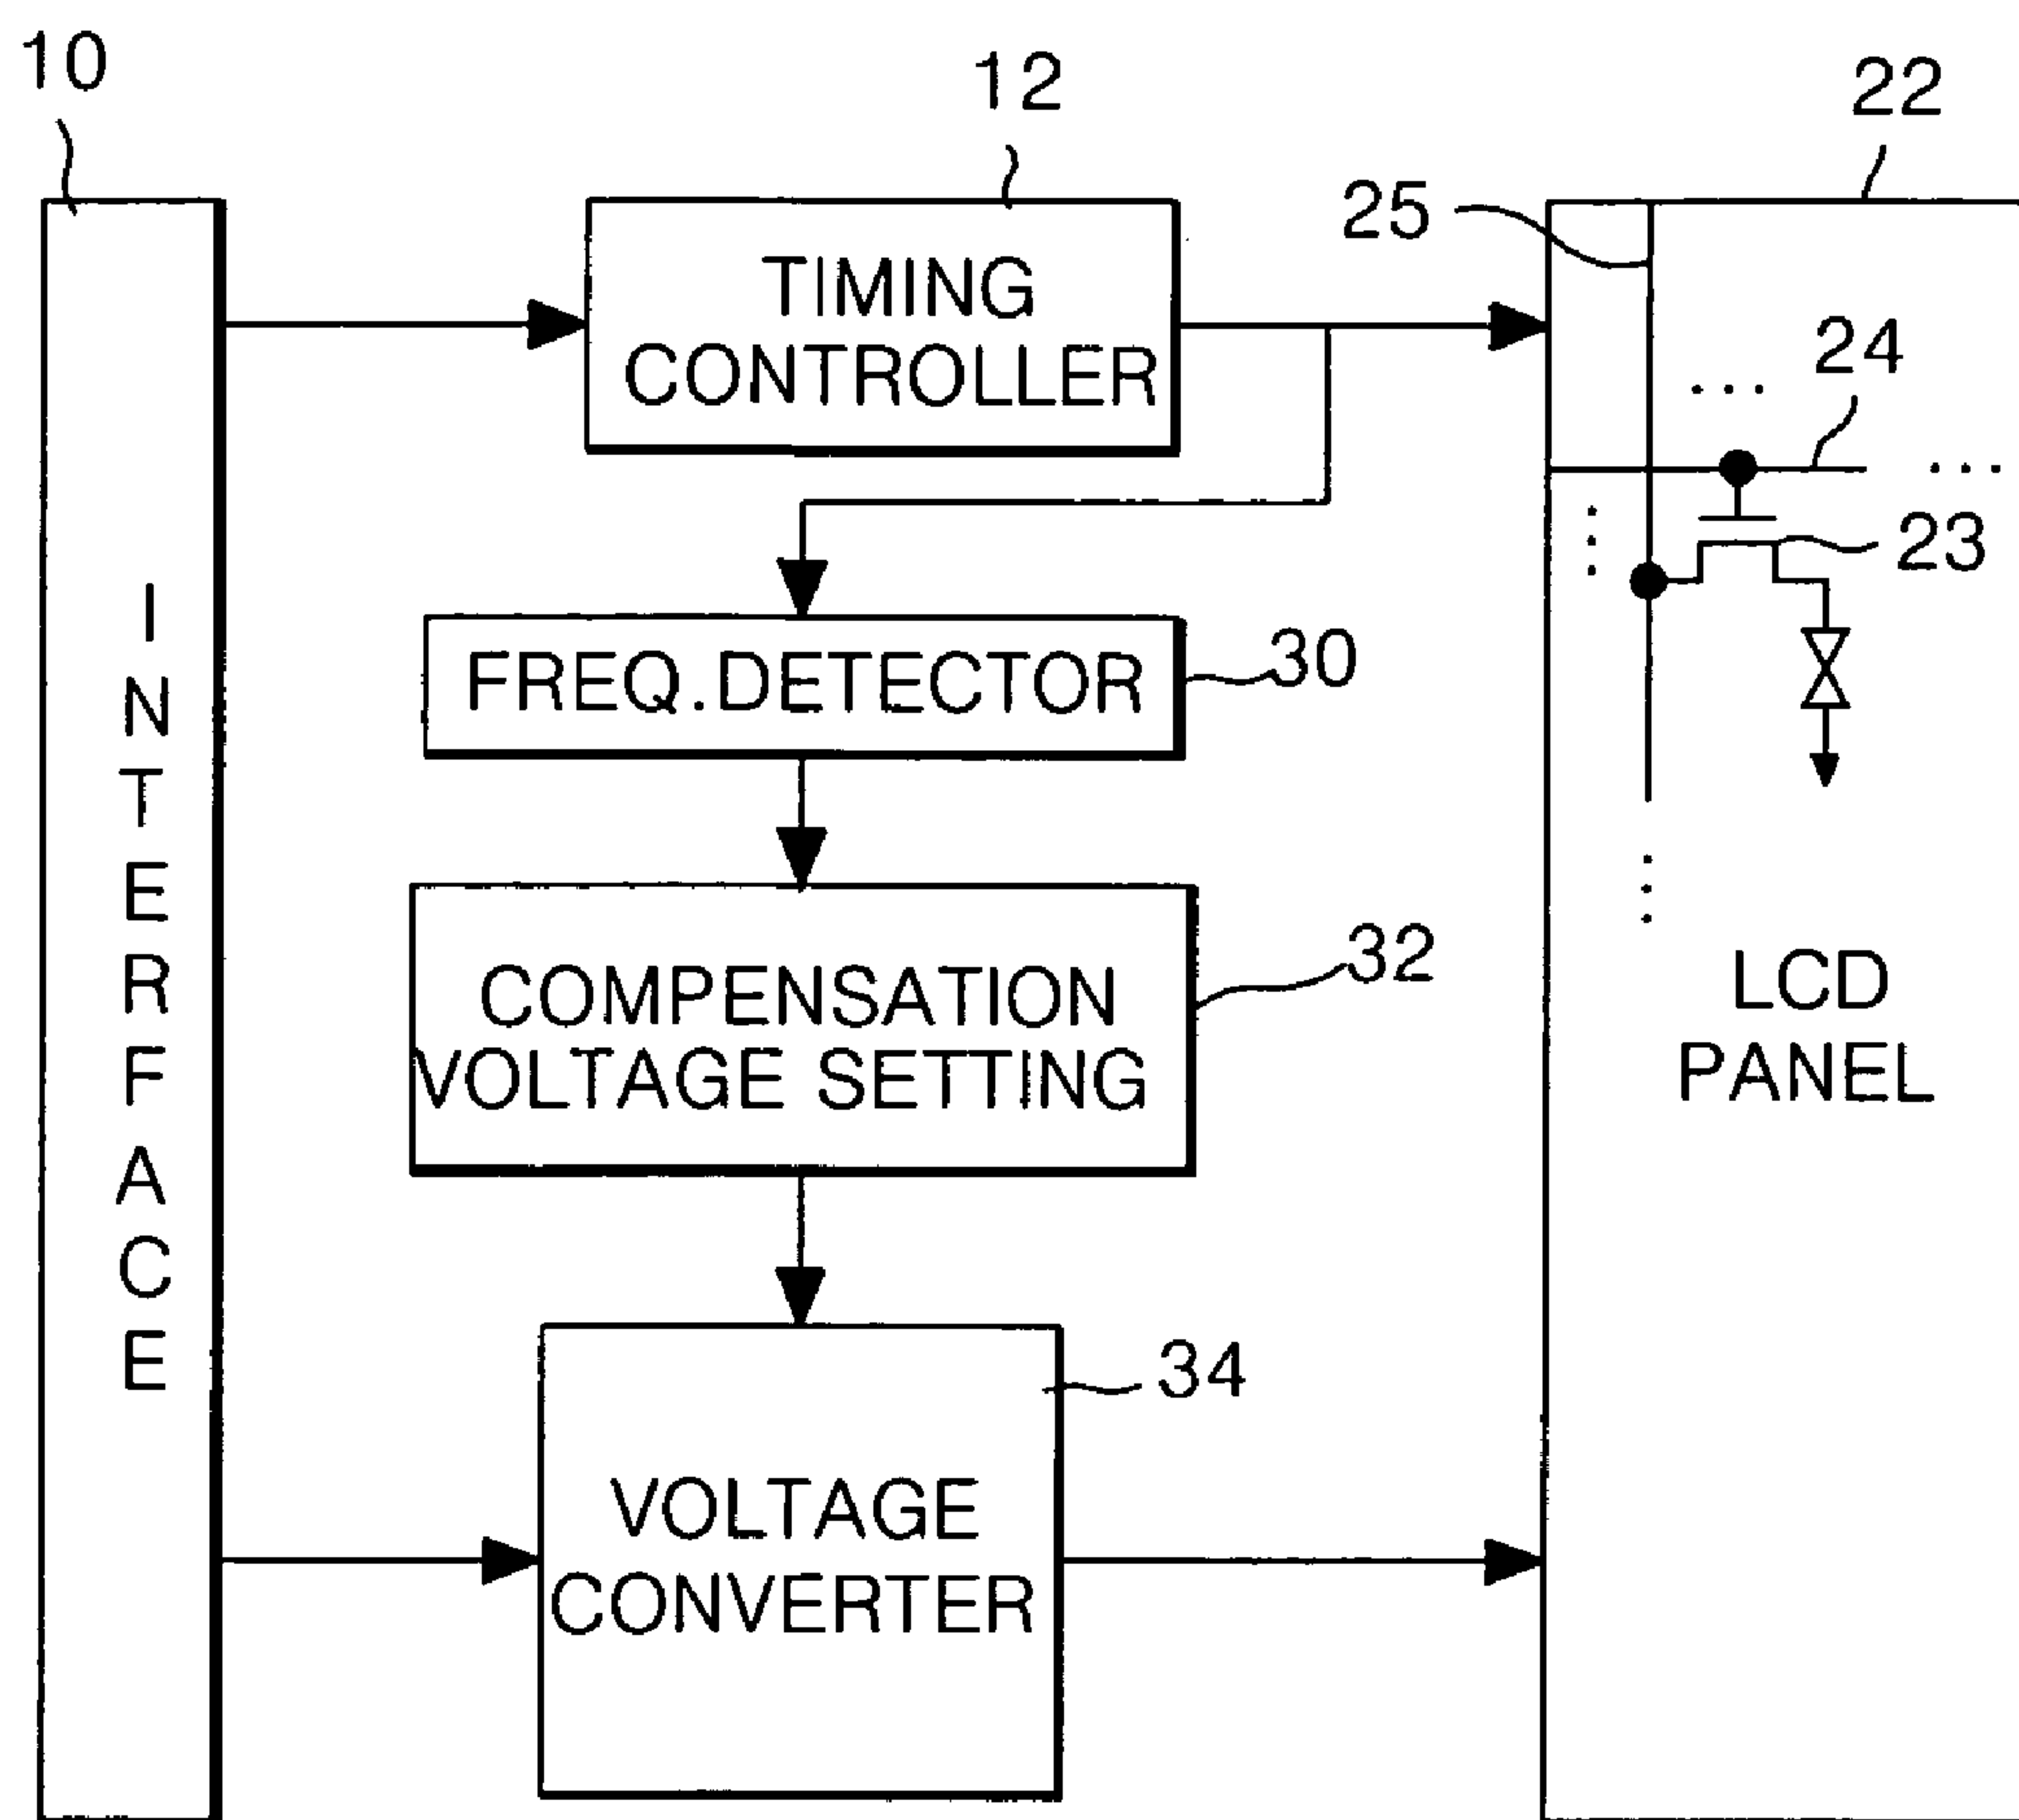 10
12
22
25
TIMING
CONTROLLER
24
23
FREQ.DETECTOR
30
INTERFACE
COMPENSATION
VOLTAGE SETTING
32
LCD
PANEL
34
VOLTAGE
CONVERTER